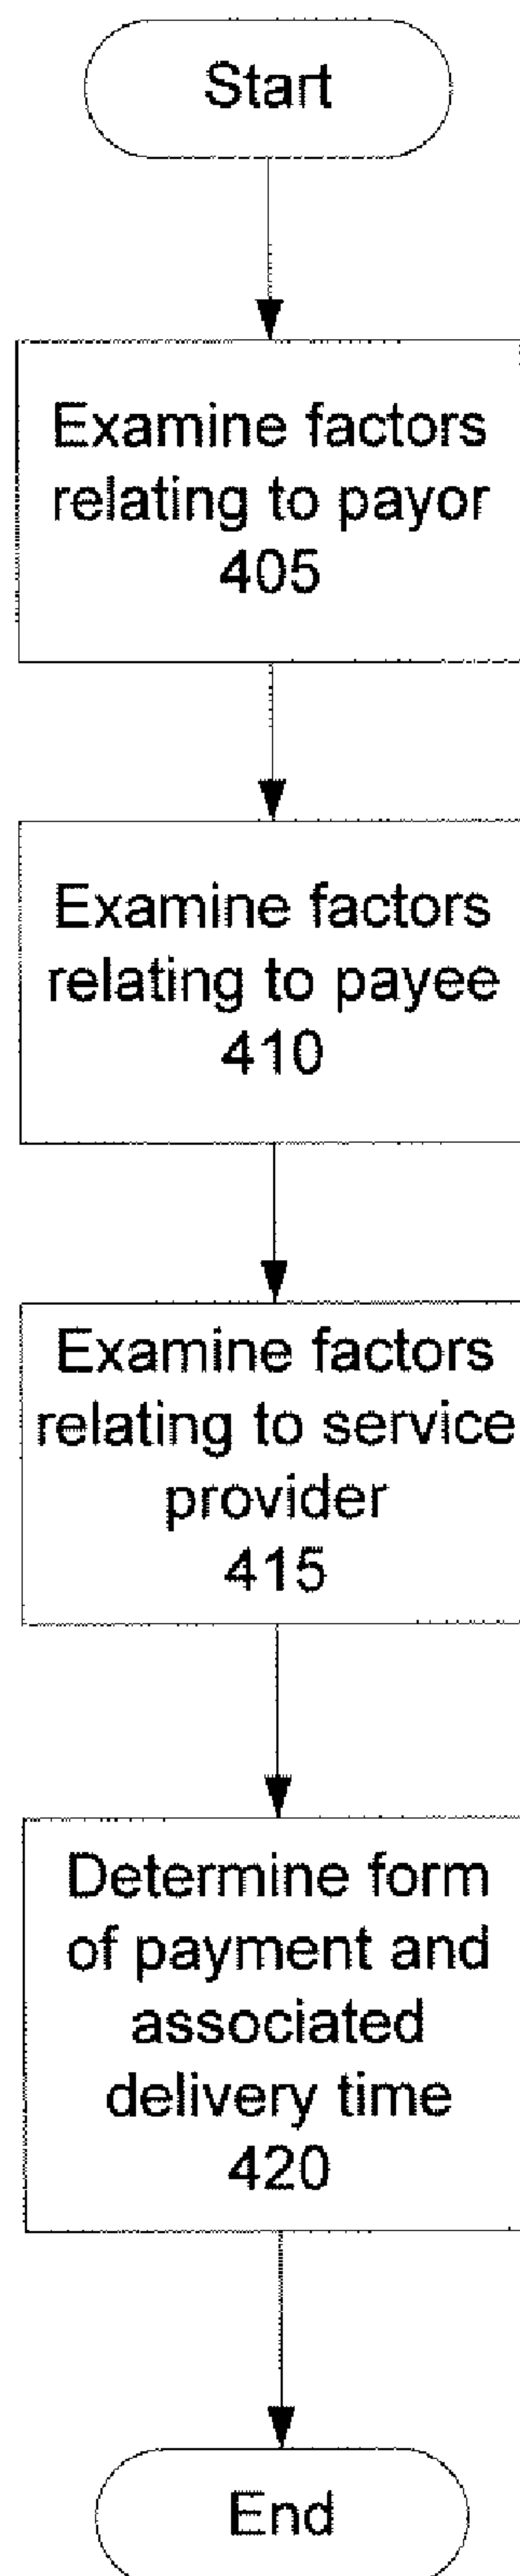 Start
Examine factors
relating to payor
405
Examine factors
relating to payee
410
Examine factors
relating to service
provider
415
Determine form
of payment and
associated
delivery time
420
End